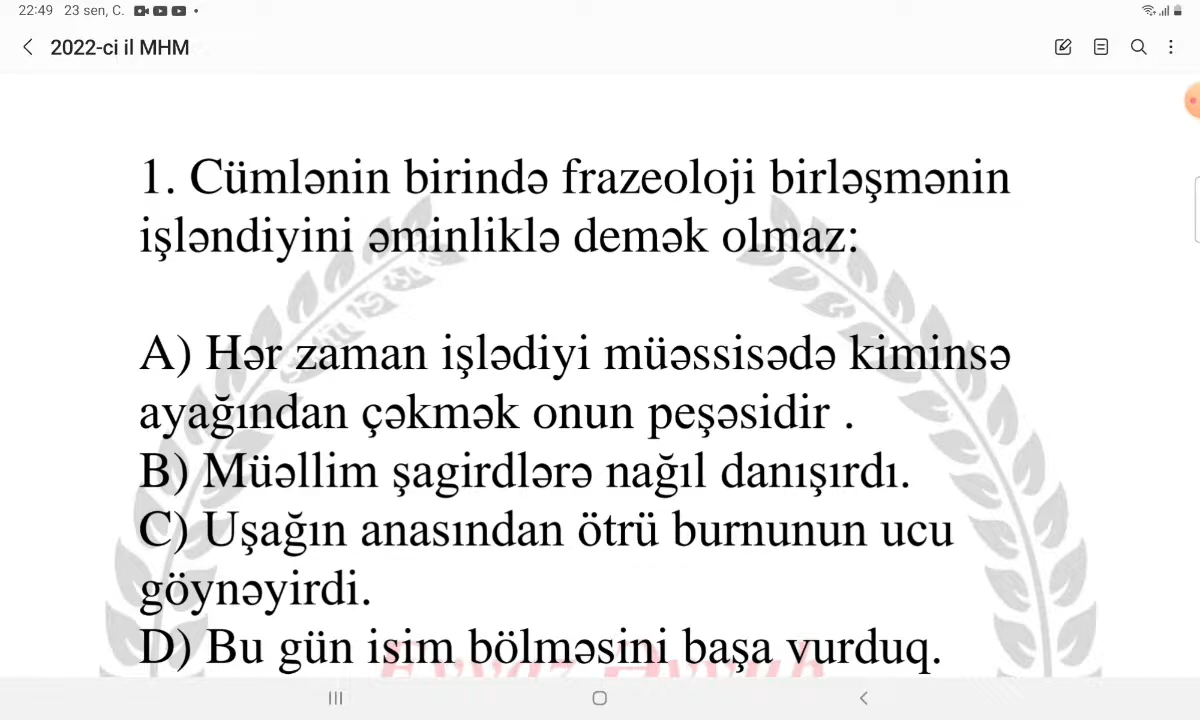 22:49 23 sen, C.
2022-ci il MHM
1. Cümlənin birində frazeoloji birləşmənin
işləndiyini əminliklə demək olmaz:
A) Hər zaman işlədiyi müəssisədə kiminsə
ayağından çəkmək onun peşəsidir .
B) Müəllim şagirdlərə nağıl danışırdı.
C) Uşağın anasından ötrü burnunun ucu
göynəyirdi.
D) Bu gün isim bölməsini başa vurduq.